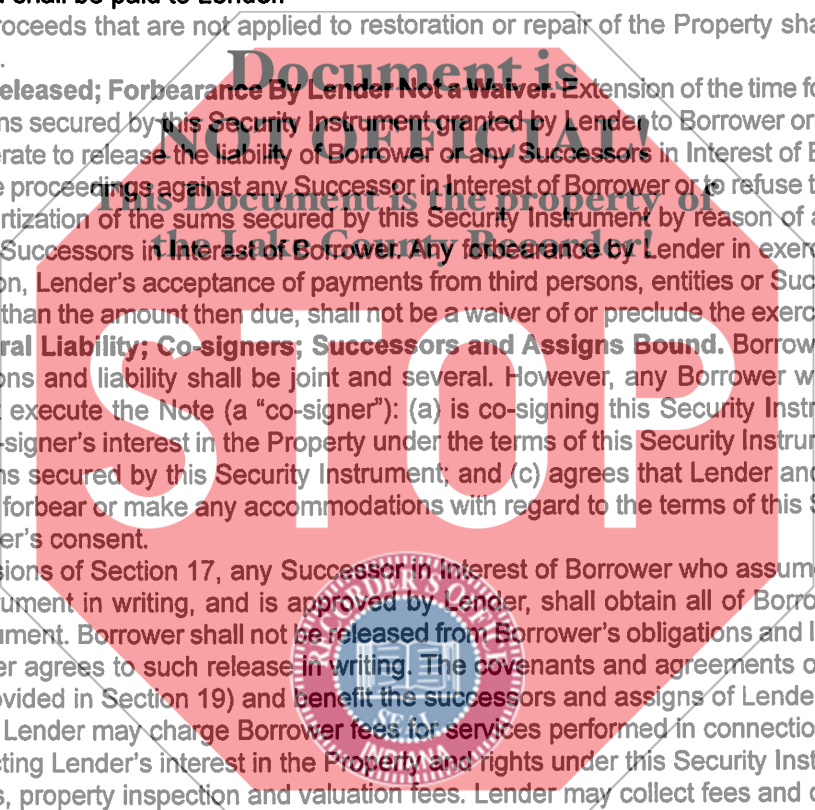 shall be paid to Lender.
roceeds that are not applied to restoration or repair of the Property sha
.
eleased; Forbearance By Lender Not a Waiver. Extension of the time fo
ns secured by this Security Instrument granted by Lender to Borrower or
erate to release the liability of Borrower or any Successors in Interest of B
e proceedings against any Successor in Interest of Borrower or to refuse t
rtization of the sums secured by this Security Instrument by reason of a
Successors in Interest of Borrower. Any forbearance by Lender in exerc
on, Lender's acceptance of payments from third persons, entities or Suc
than the amount then due, shall not be a waiver of or preclude the exerc
ral Liability; Co-signers; Successors and Assigns Bound. Borrow
ons and liability shall be joint and several. However, any Borrower w
execute the Note (a “co-signer”): (a) is co-signing this Security Instr
-signer's interest in the Property under the terms of this Security Instrum
ns secured by this Security Instrument; and (c) agrees that Lender and
forbear or make any accommodations with regard to the terms of this S
er's consent.
sions of Section 17, any Successor in Interest of Borrower who assum
rument in writing, and is approved by Lender, shall obtain all of Borro
ument. Borrower shall not be released from Borrower's obligations and l
er agrees to such release in writing. The covenants and agreements o
ovided in Section 19) and benefit the successors and assigns of Lende
Lender may charge Borrower fees for services performed in connectio
cting Lender's interest in the Property and rights under this Security Inst
s, property inspection and valuation fees. Lender may collect fees and c
Document is
NOT OFFICIAL!
This Document is the property of
the Lake County Recorder!
STOP
RECORDER'S OFFICE
SEAL
INDIANA